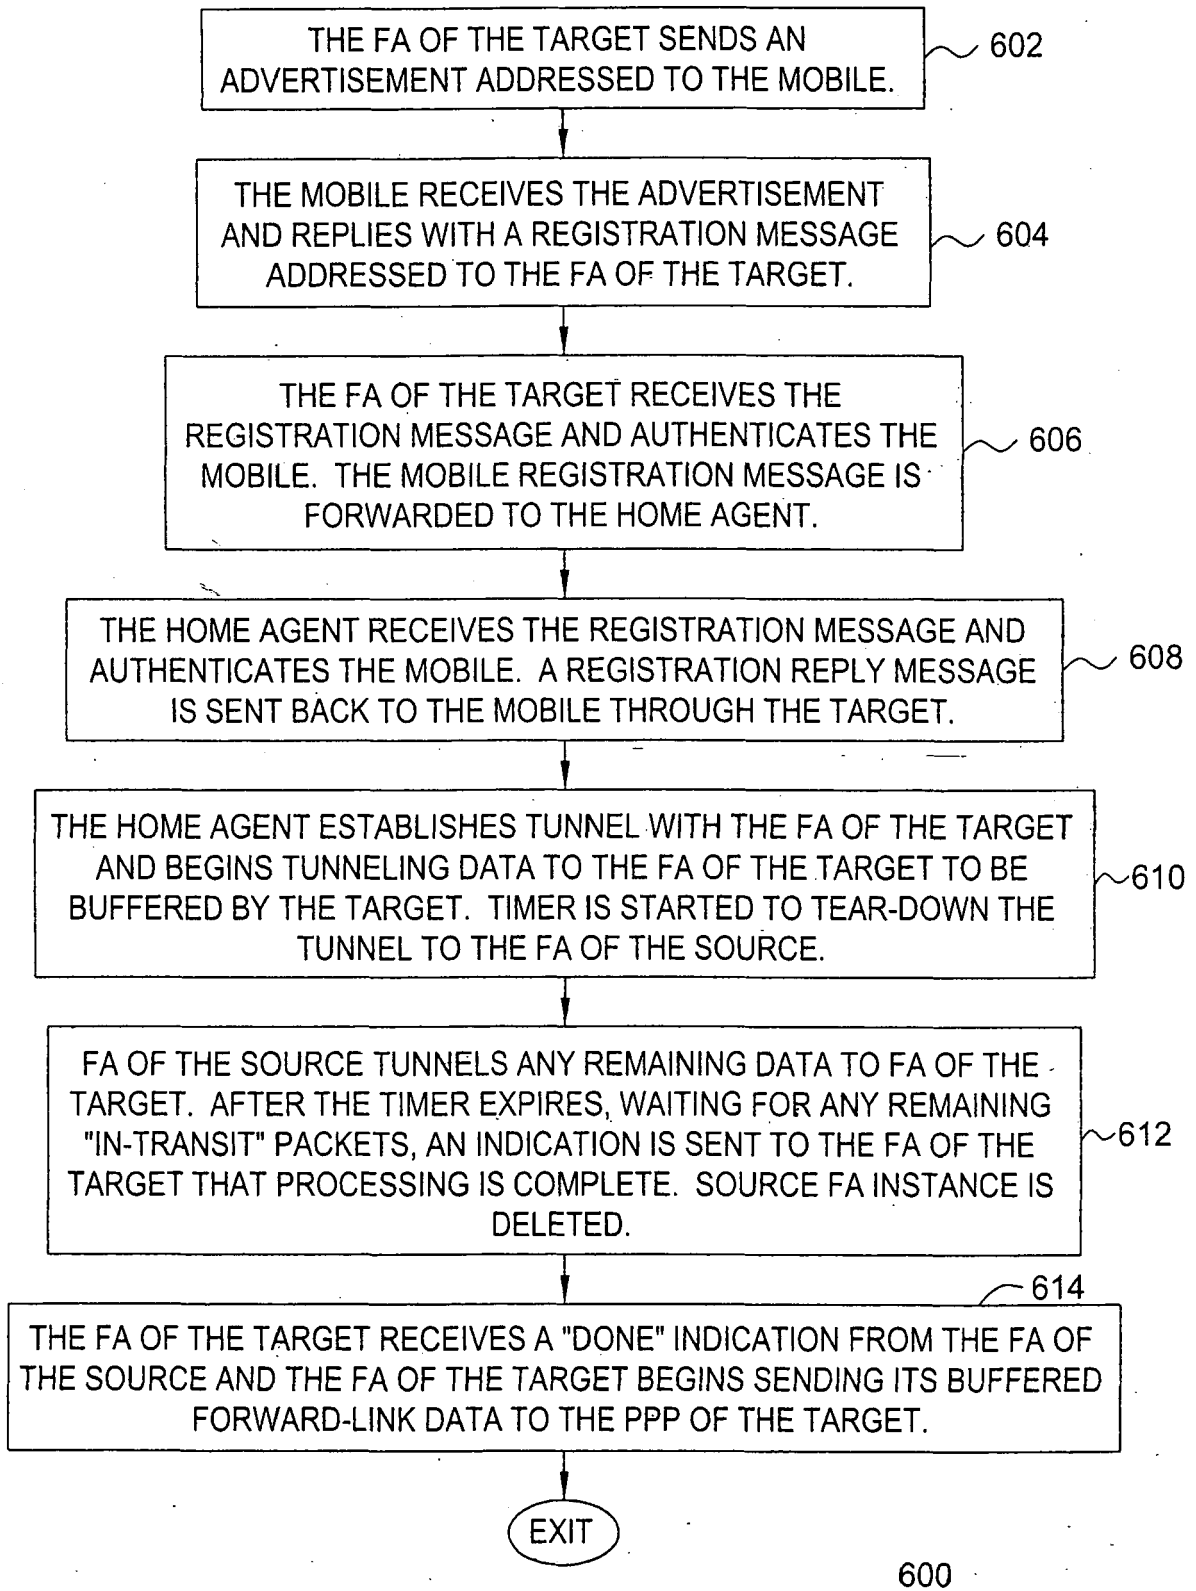 THE FA OF THE TARGET SENDS AN
ADVERTISEMENT ADDRESSED TO THE MOBILE.
602
THE MOBILE RECEIVES THE ADVERTISEMENT
AND REPLIES WITH A REGISTRATION MESSAGE
ADDRESSED TO THE FA OF THE TARGET.
604
THE FA OF THE TARGET RECEIVES THE
REGISTRATION MESSAGE AND AUTHENTICATES THE
MOBILE. THE MOBILE REGISTRATION MESSAGE IS
FORWARDED TO THE HOME AGENT.
606
THE HOME AGENT RECEIVES THE REGISTRATION MESSAGE AND
AUTHENTICATES THE MOBILE. A REGISTRATION REPLY MESSAGE
IS SENT BACK TO THE MOBILE THROUGH THE TARGET.
608
THE HOME AGENT ESTABLISHES TUNNEL WITH THE FA OF THE TARGET
AND BEGINS TUNNELING DATA TO THE FA OF THE TARGET TO BE
BUFFERED BY THE TARGET. TIMER IS STARTED TO TEAR-DOWN THE
TUNNEL TO THE FA OF THE SOURCE.
610
FA OF THE SOURCE TUNNELS ANY REMAINING DATA TO FA OF THE
TARGET. AFTER THE TIMER EXPIRES, WAITING FOR ANY REMAINING
"IN-TRANSIT" PACKETS, AN INDICATION IS SENT TO THE FA OF THE
TARGET THAT PROCESSING IS COMPLETE. SOURCE FA INSTANCE IS
DELETED.
612
614
THE FA OF THE TARGET RECEIVES A "DONE" INDICATION FROM THE FA OF
THE SOURCE AND THE FA OF THE TARGET BEGINS SENDING ITS BUFFERED
FORWARD-LINK DATA TO THE PPP OF THE TARGET.
EXIT
600